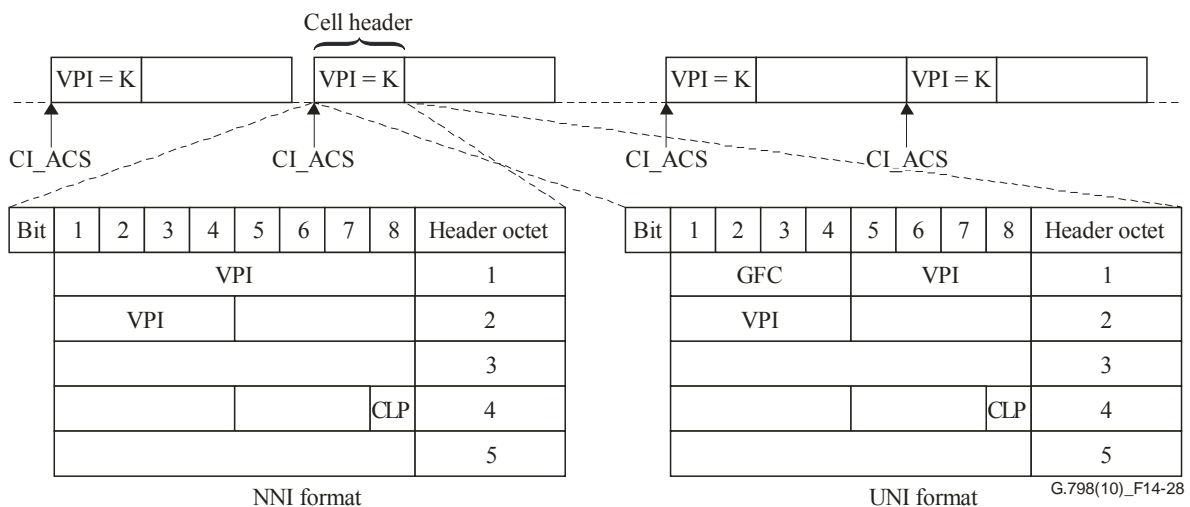 Cell header
VPI = K
VPI = K
VPI = K
VPI = K
CI_ACS
CI_ACS
CI_ACS
CI_ACS
Bit 1 2 3 4 5 6 7 8 Header octet
VPI 1
VPI 2
3
CLP 4
5
NNI format
Bit 1 2 3 4 5 6 7 8 Header octet
GFC VPI 1
VPI 2
3
CLP 4
5
UNI format
G.798(10)_F14-28